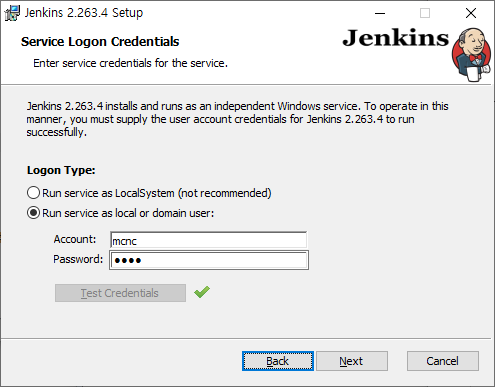 Jenkins 2.263.4 Setup
Service Logon Credentials
Enter service credentials for the service.
Jenkins
Jenkins 2.263.4 installs and runs as an independent Windows service. To operate in this
manner, you must supply the user account credentials for Jenkins 2.263.4 to run
successfully.
Logon Type:
Run service as LocalSystem (not recommended)
Run service as local or domain user:
Account: mcnc
Password: ●●●●
Test Credentials
Back Next Cancel